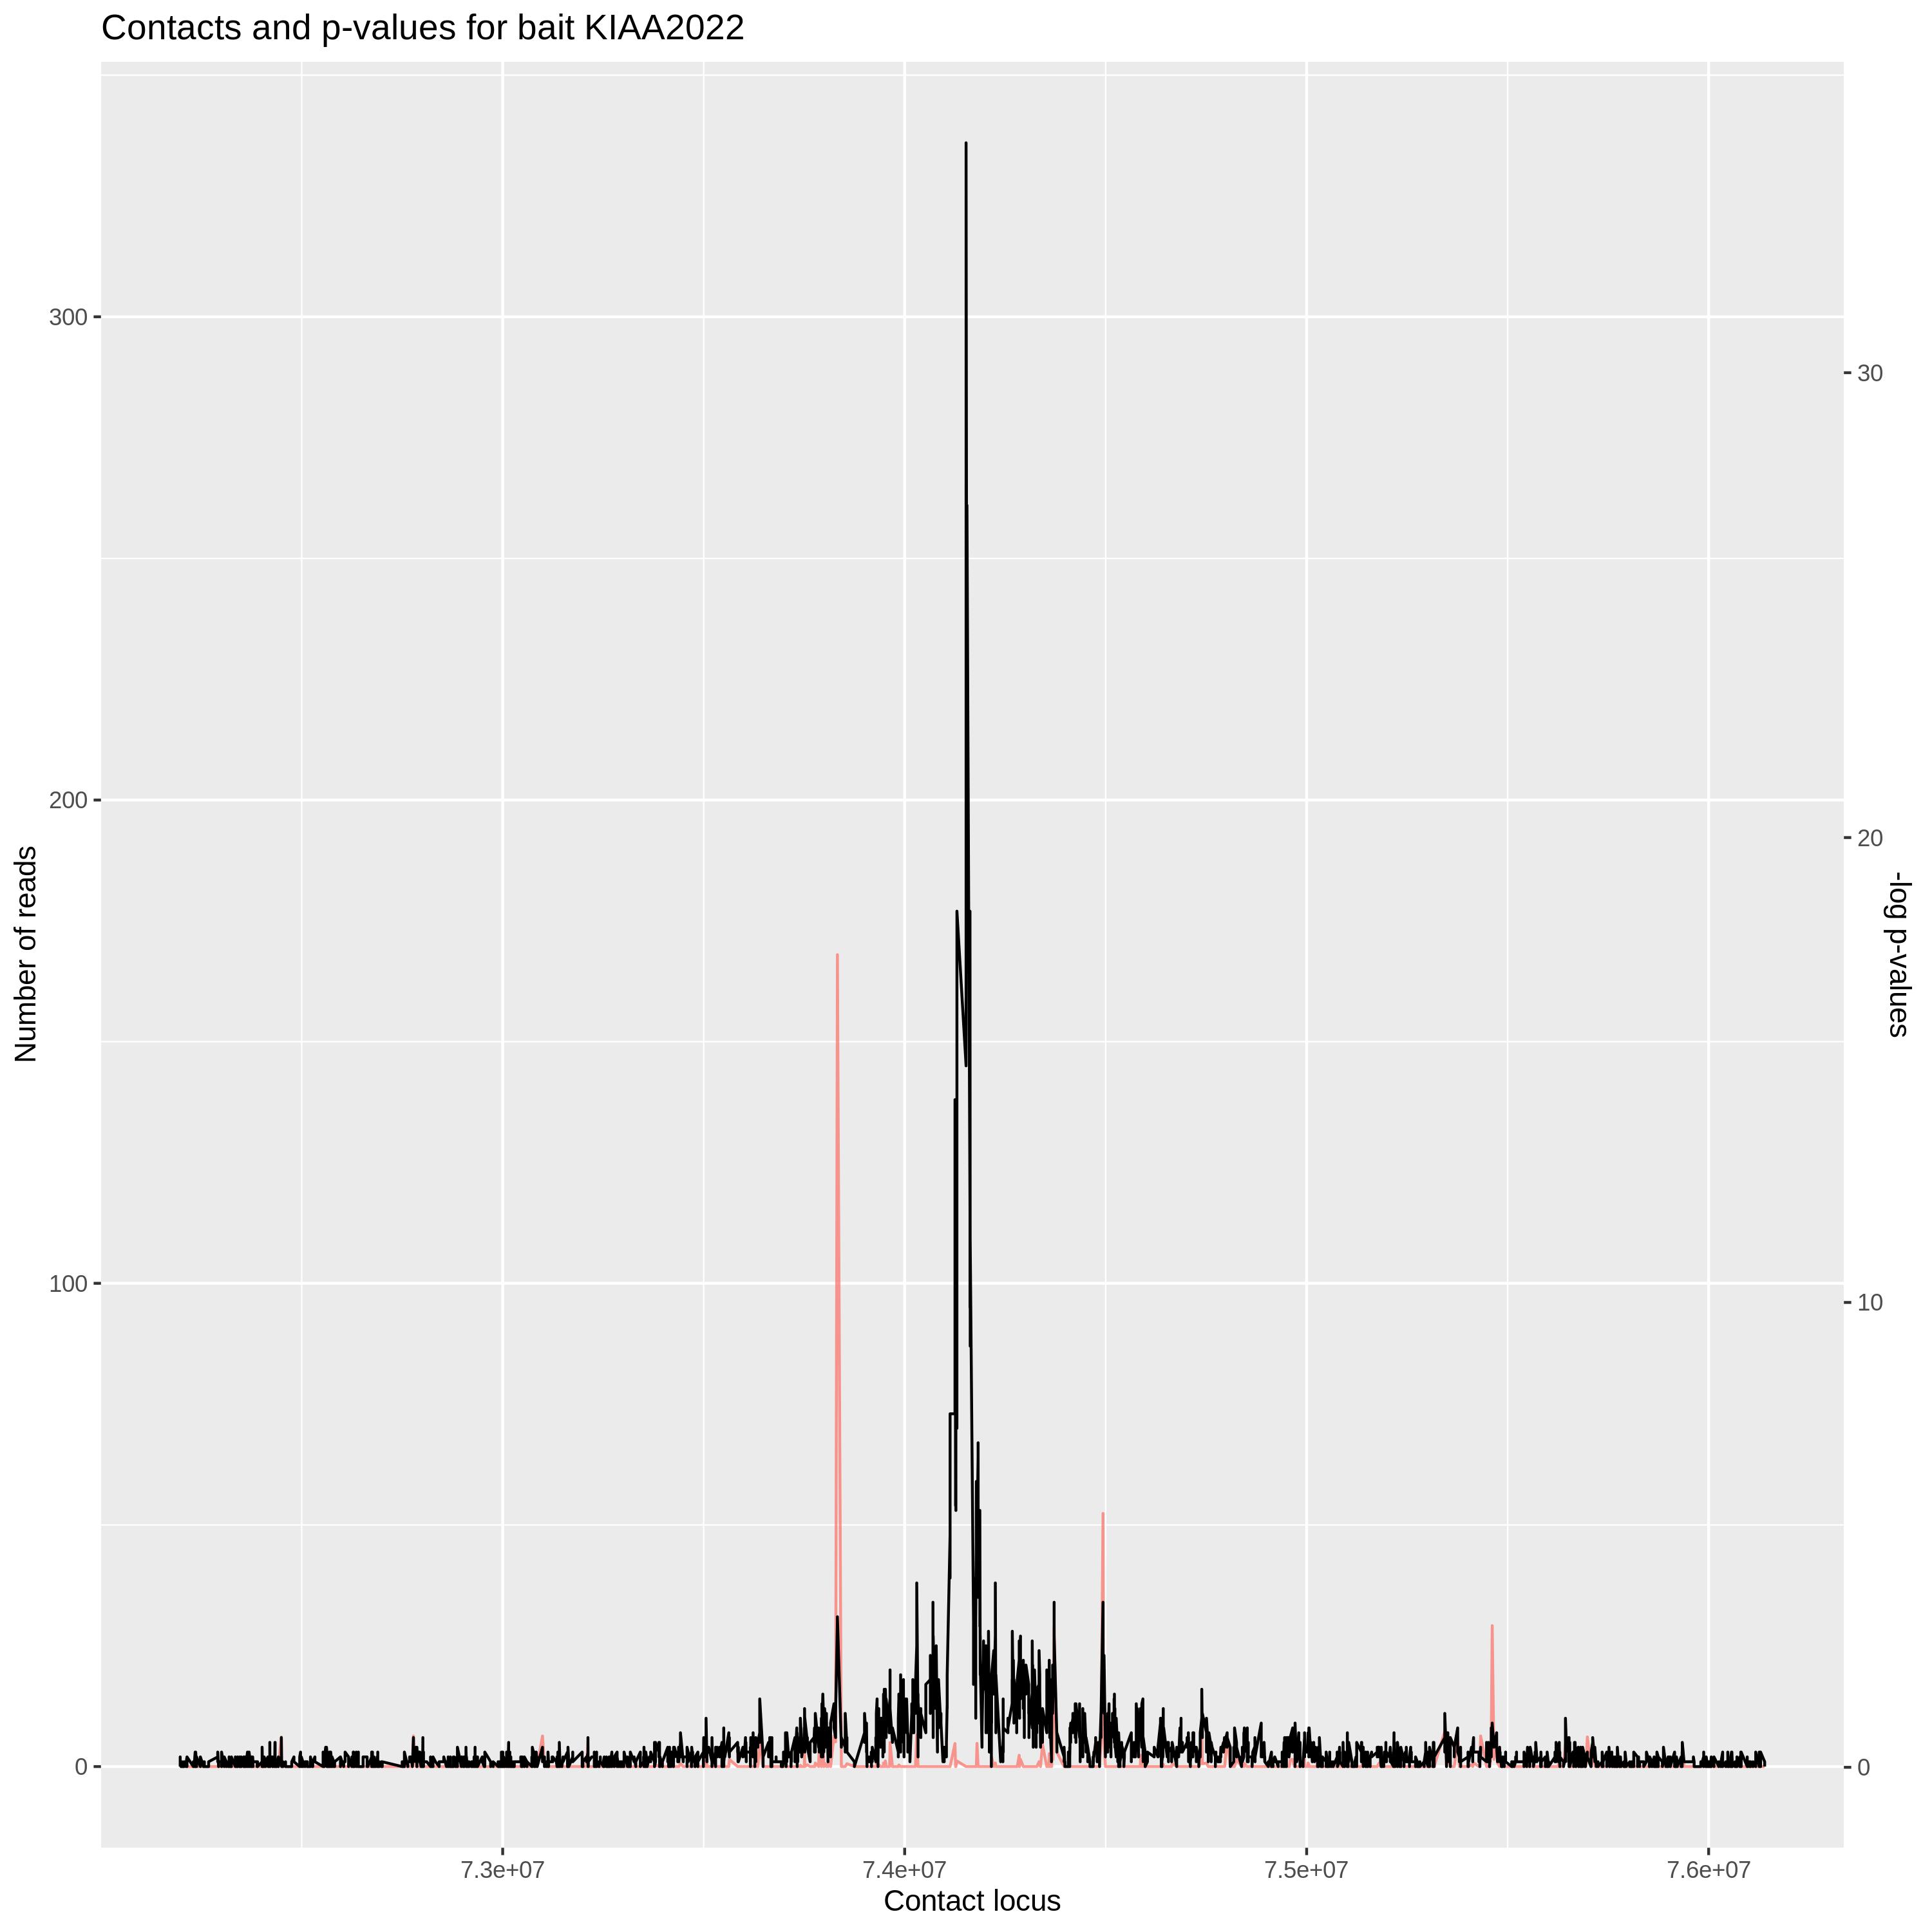 Contacts and p-values for bait KIAA2022
300
200
100
0
Number of reads
30
20
10
0
-log p-values
7.3e+07 7.4e+07 7.5e+07 7.6e+07
Contact locus